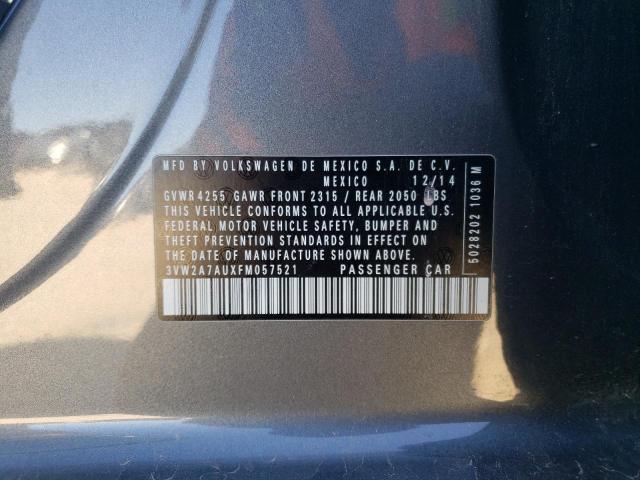 MFD BY VOLKSWAGEN DE MEXICO S.A. DE C.V.
MEXICO 12/14
GVWR 4255 GAWR FRONT 2315 / REAR 2050 LBS
THIS VEHICLE CONFORMS TO ALL APPLICABLE U.S.
FEDERAL MOTOR VEHICLE SAFETY, BUMPER AND
THEFT PREVENTION STANDARDS IN EFFECT ON
THE DATE OF MANUFACTURE SHOWN ABOVE.
3VW2A7AUXFM057521 PASSENGER CAR
5028202 1036 M